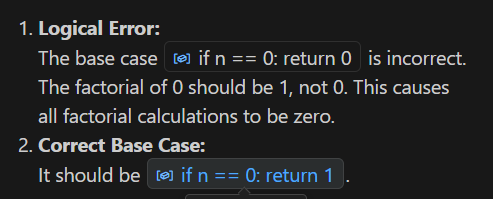 1. Logical Error:
The base case if n == 0: return 0 is incorrect.
The factorial of 0 should be 1, not 0. This causes
all factorial calculations to be zero.
2. Correct Base Case:
It should be if n == 0: return 1.